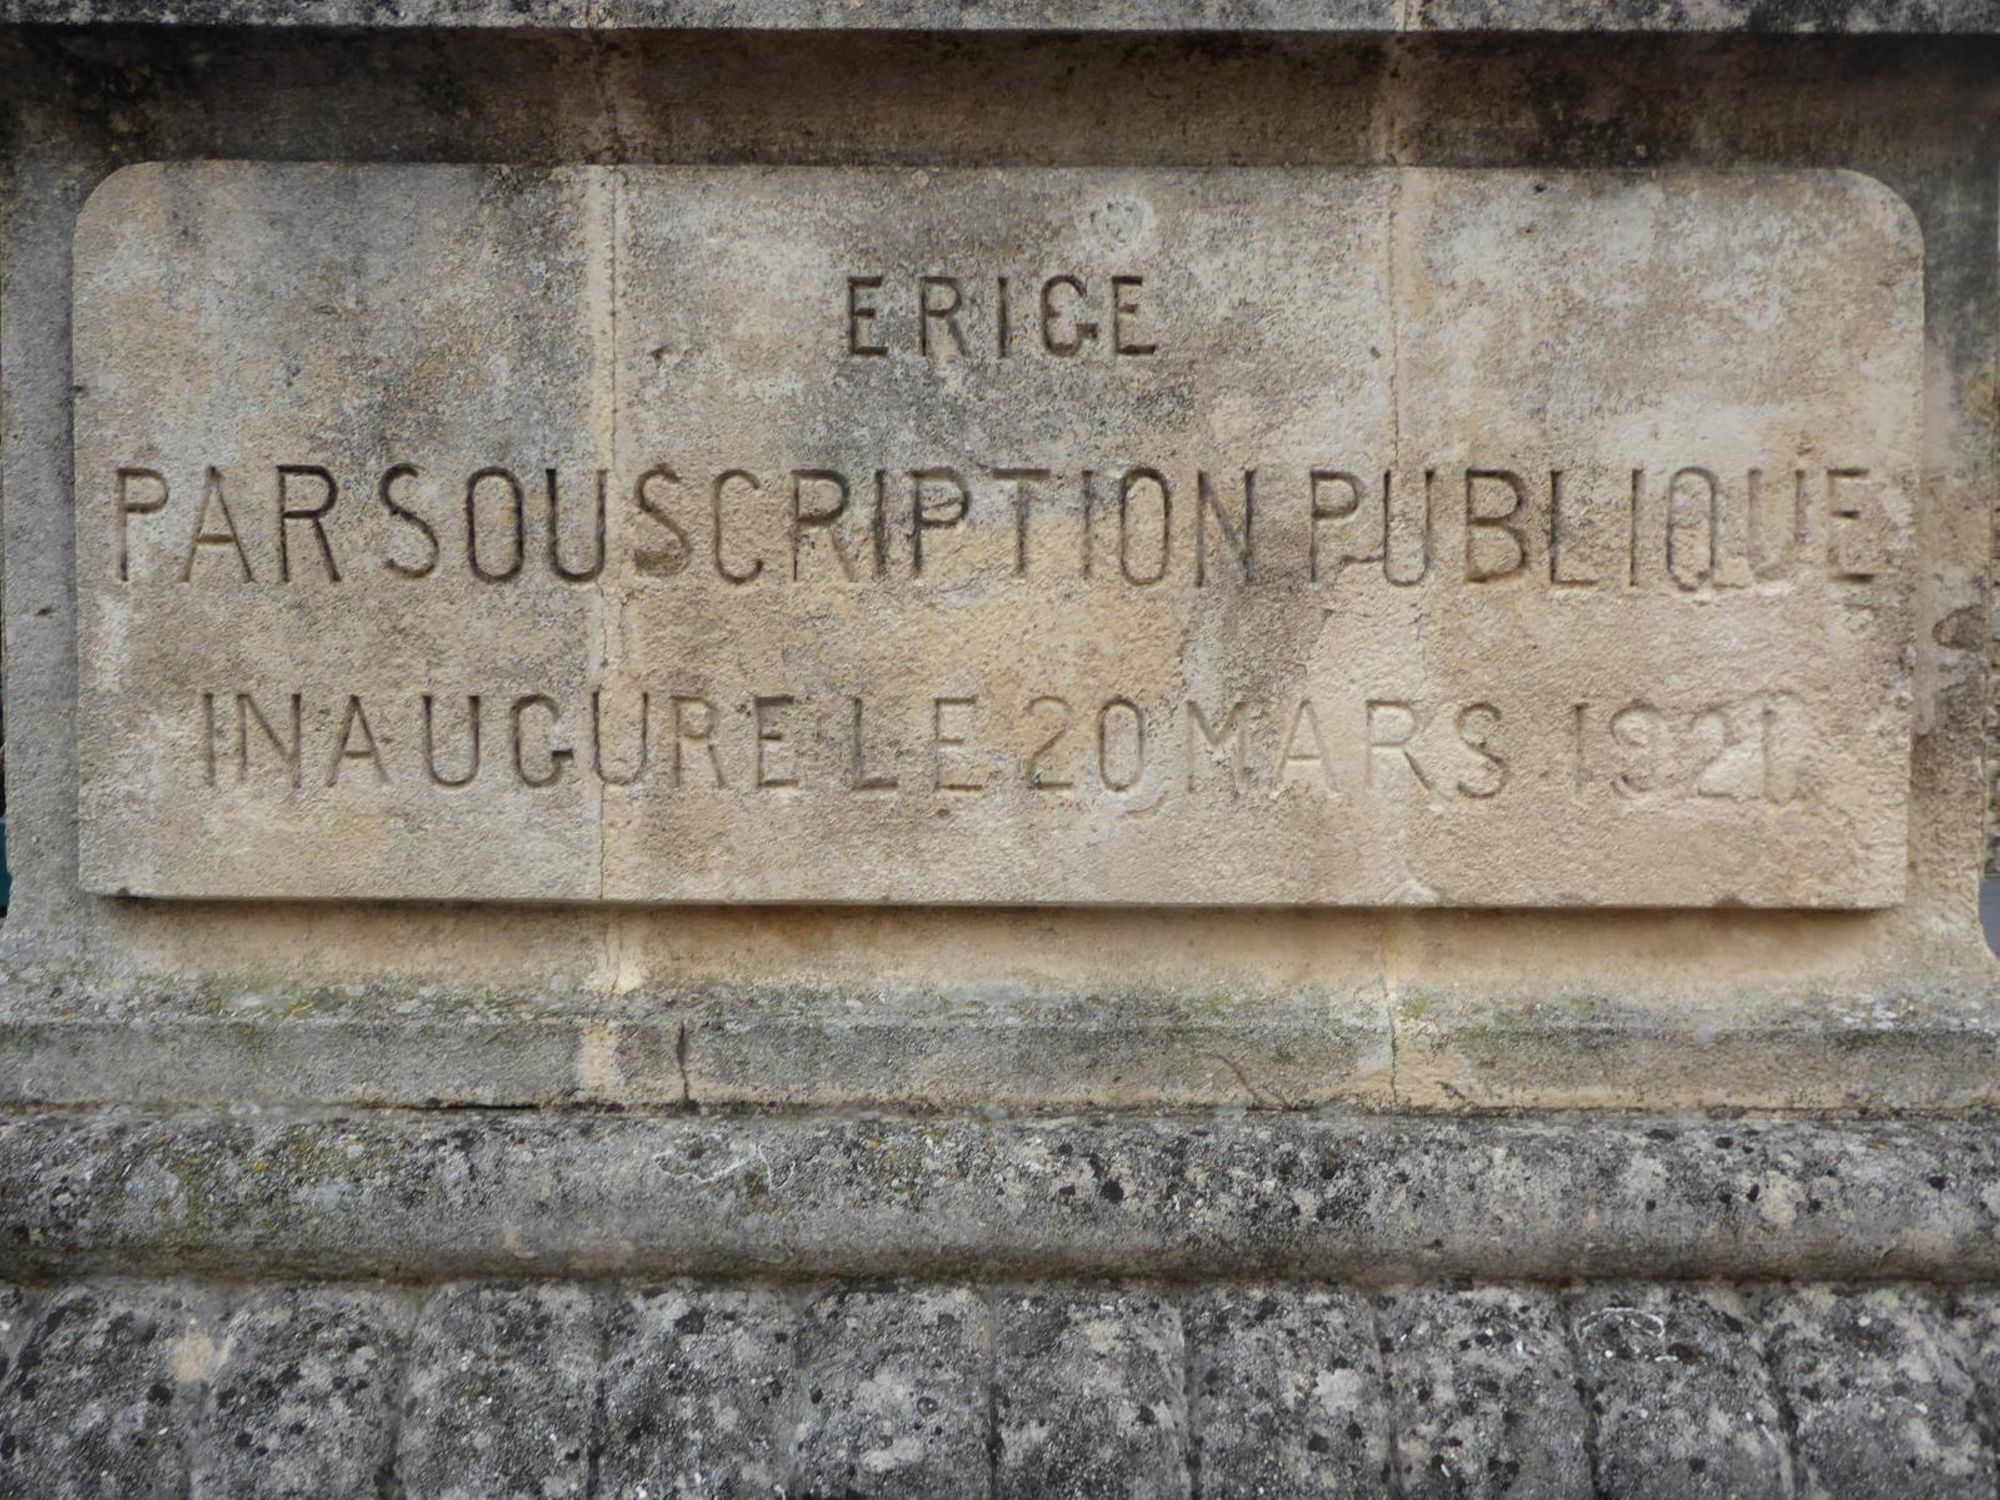 ERIGE
PAR SOUSCRIPTION PUBLIQUE
INAUGURE LE 20 MARS 1921